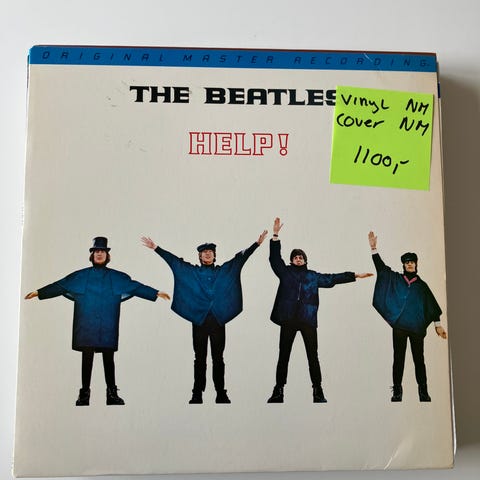 ORIGINAL MASTER RECORDING
THE BEATLES
HELP!
Vinyl NM
Cover NM
1100,-